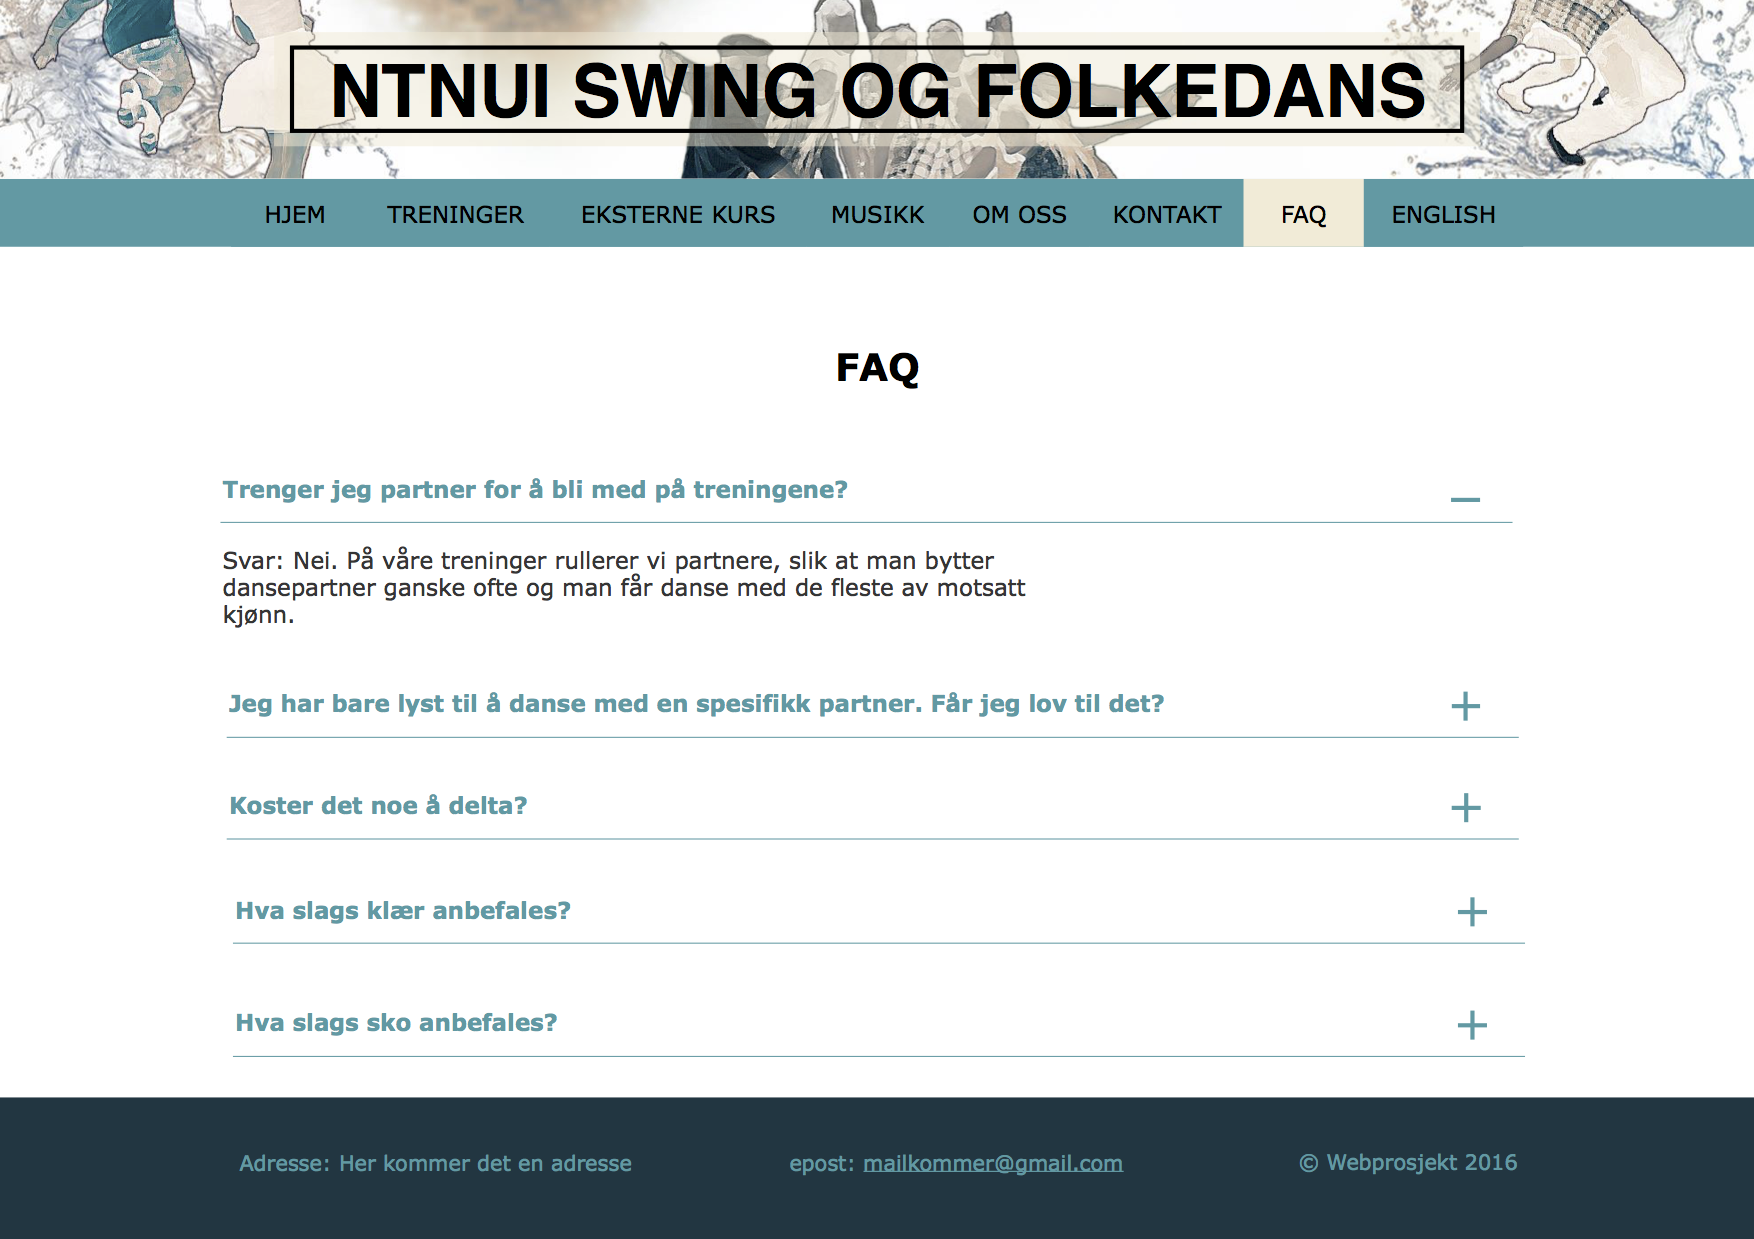 NTNUI SWING OG FOLKEDANS
HJEM TRENINGER EKSTERNE KURS MUSIKK OM OSS KONTAKT FAQ ENGLISH
FAQ
Trenger jeg partner for å bli med på treningene?
Svar: Nei. På våre treninger rullerer vi partnere, slik at man bytter
dansepartner ganske ofte og man får danse med de fleste av motsatt
kjønn.
Jeg har bare lyst til å danse med en spesifikk partner. Får jeg lov til det?
Koster det noe å delta?
Hva slags klær anbefales?
Hva slags sko anbefales?
Adresse: Her kommer det en adresse epost: mailkommer@gmail.com © Webprosjekt 2016